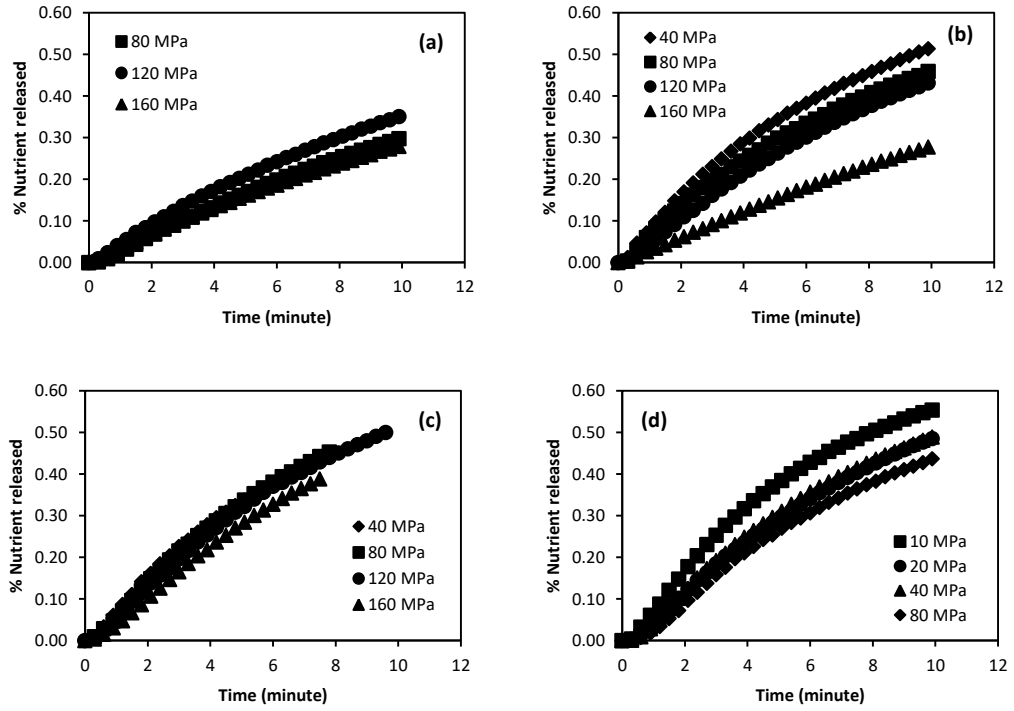 0.60
0.50
0.40
0.30
0.20
0.10
0.00
% Nutrient released
80 MPa
120 MPa
160 MPa
(a)
0 2 4 6 8 10 12
Time (minute)
0.60
0.50
0.40
0.30
0.20
0.10
0.00
% Nutrient released
40 MPa
80 MPa
120 MPa
160 MPa
(b)
0 2 4 6 8 10 12
Time (minute)
0.60
0.50
0.40
0.30
0.20
0.10
0.00
% Nutrient released
(c)
40 MPa
80 MPa
120 MPa
160 MPa
0 2 4 6 8 10 12
Time (minute)
0.60
0.50
0.40
0.30
0.20
0.10
0.00
% Nutrient released
(d)
10 MPa
20 MPa
40 MPa
80 MPa
0 2 4 6 8 10 12
Time (minute)